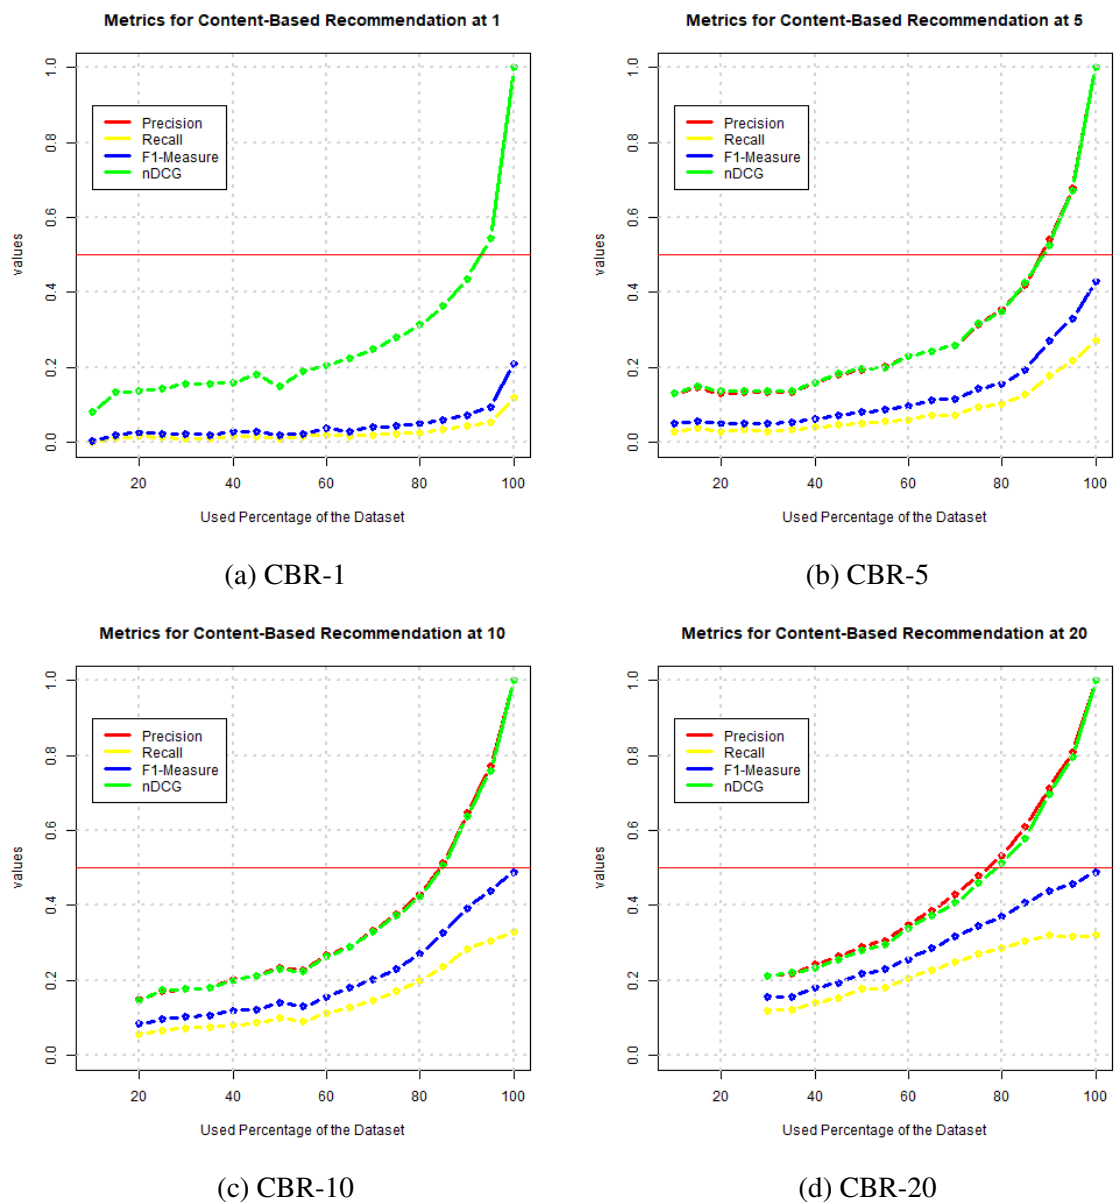 Metrics for Content-Based Recommendation at 1
values
1.0
0.8
0.6
0.4
0.2
0.0
Precision
Recall
F1-Measure
nDCG
20 40 60 80 100
Used Percentage of the Dataset
(a) CBR-1
Metrics for Content-Based Recommendation at 5
values
1.0
0.8
0.6
0.4
0.2
0.0
Precision
Recall
F1-Measure
nDCG
20 40 60 80 100
Used Percentage of the Dataset
(b) CBR-5
Metrics for Content-Based Recommendation at 10
values
1.0
0.8
0.6
0.4
0.2
0.0
Precision
Recall
F1-Measure
nDCG
20 40 60 80 100
Used Percentage of the Dataset
(c) CBR-10
Metrics for Content-Based Recommendation at 20
values
1.0
0.8
0.6
0.4
0.2
0.0
Precision
Recall
F1-Measure
nDCG
20 40 60 80 100
Used Percentage of the Dataset
(d) CBR-20